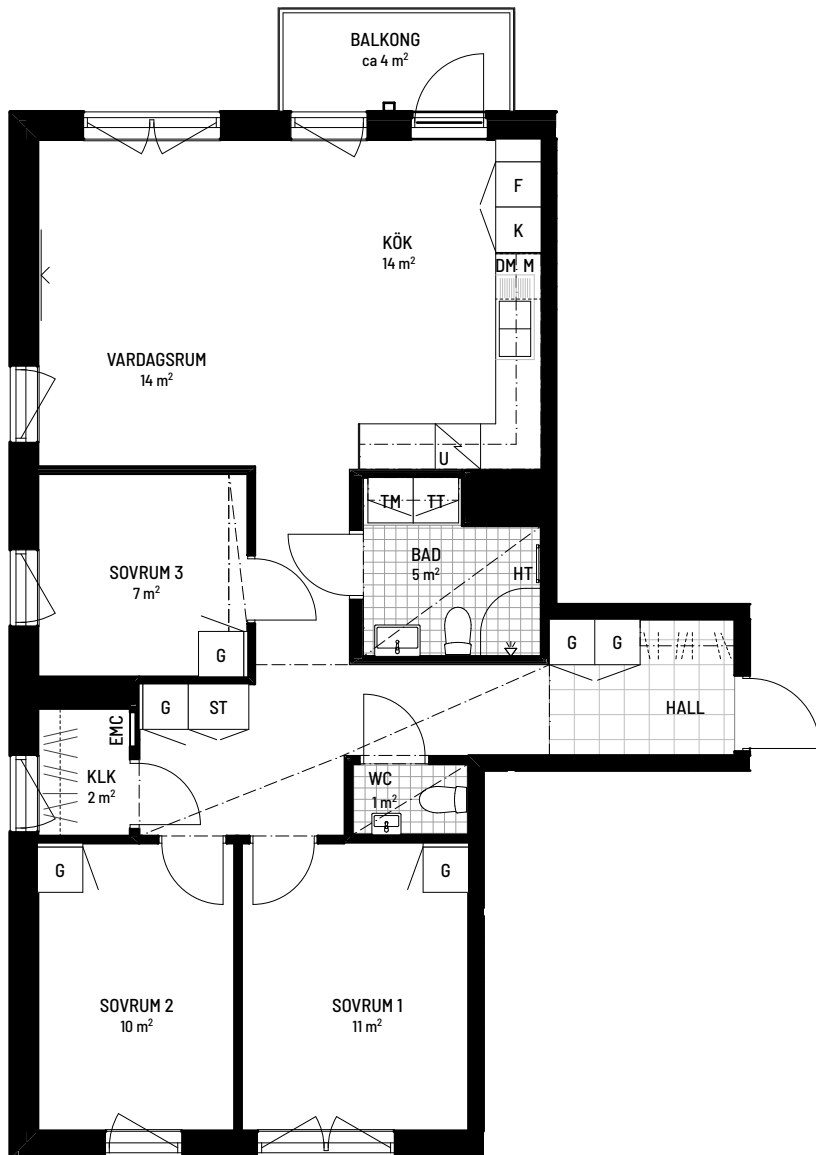 BALKONG
ca 4 m²
F
K
KÖK
14 m²
DM M
VARDAGSRUM
14 m²
U
TM TT
BAD
5 m²
HT
SOVRUM 3
7 m²
G
G G
HALL
G ST
EMC
KLK
2 m²
WC
1 m²
G
G
SOVRUM 2
10 m²
SOVRUM 1
11 m²